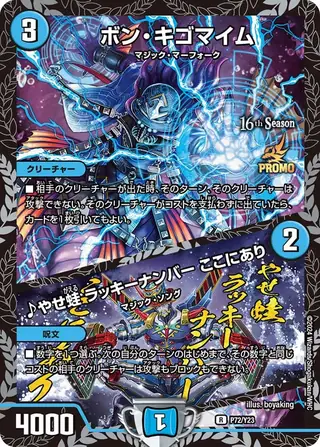 3
ボン・キゴマイム
マジック・マーフォーク
16th Season
PROMO
クリーチャー
■相手のクリーチャーが出た時、そのターン、そのクリーチャーは
攻撃できない。そのクリーチャーがコストを支払わずに出ていたら、
カードを1枚引いてもよい。
2
♪やせ蛙 ラッキーナンバー ここにあり
マジック・ソング
やせ蛙
ラッキー
ナンバー
呪文
■数字を1つ選ぶ。次の自分のターンのはじめまで、その数字と同じ
コストの相手のクリーチャーは攻撃もブロックもできない。
illus. boyaking
4000
1
R P72/Y23